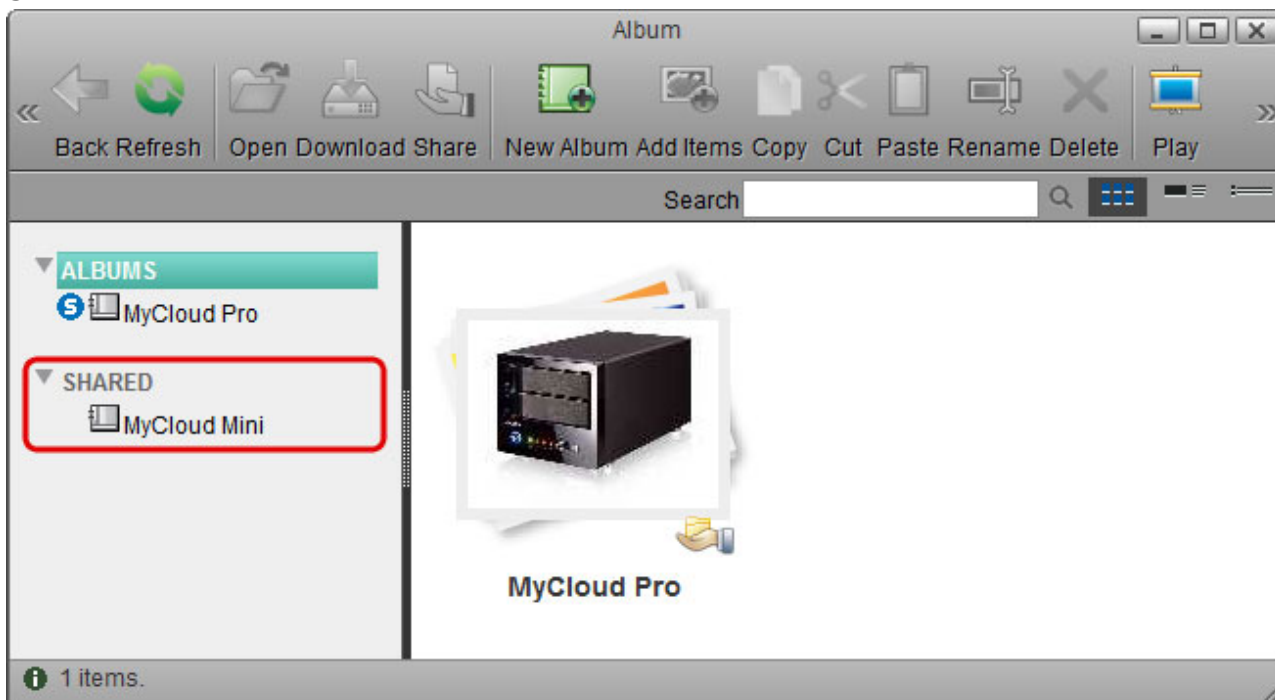 Album
Back Refresh Open Download Share New Album Add Items Copy Cut Paste Rename Delete Play
Search
ALBUMS
MyCloud Pro
SHARED
MyCloud Mini
MyCloud Pro
1 items.